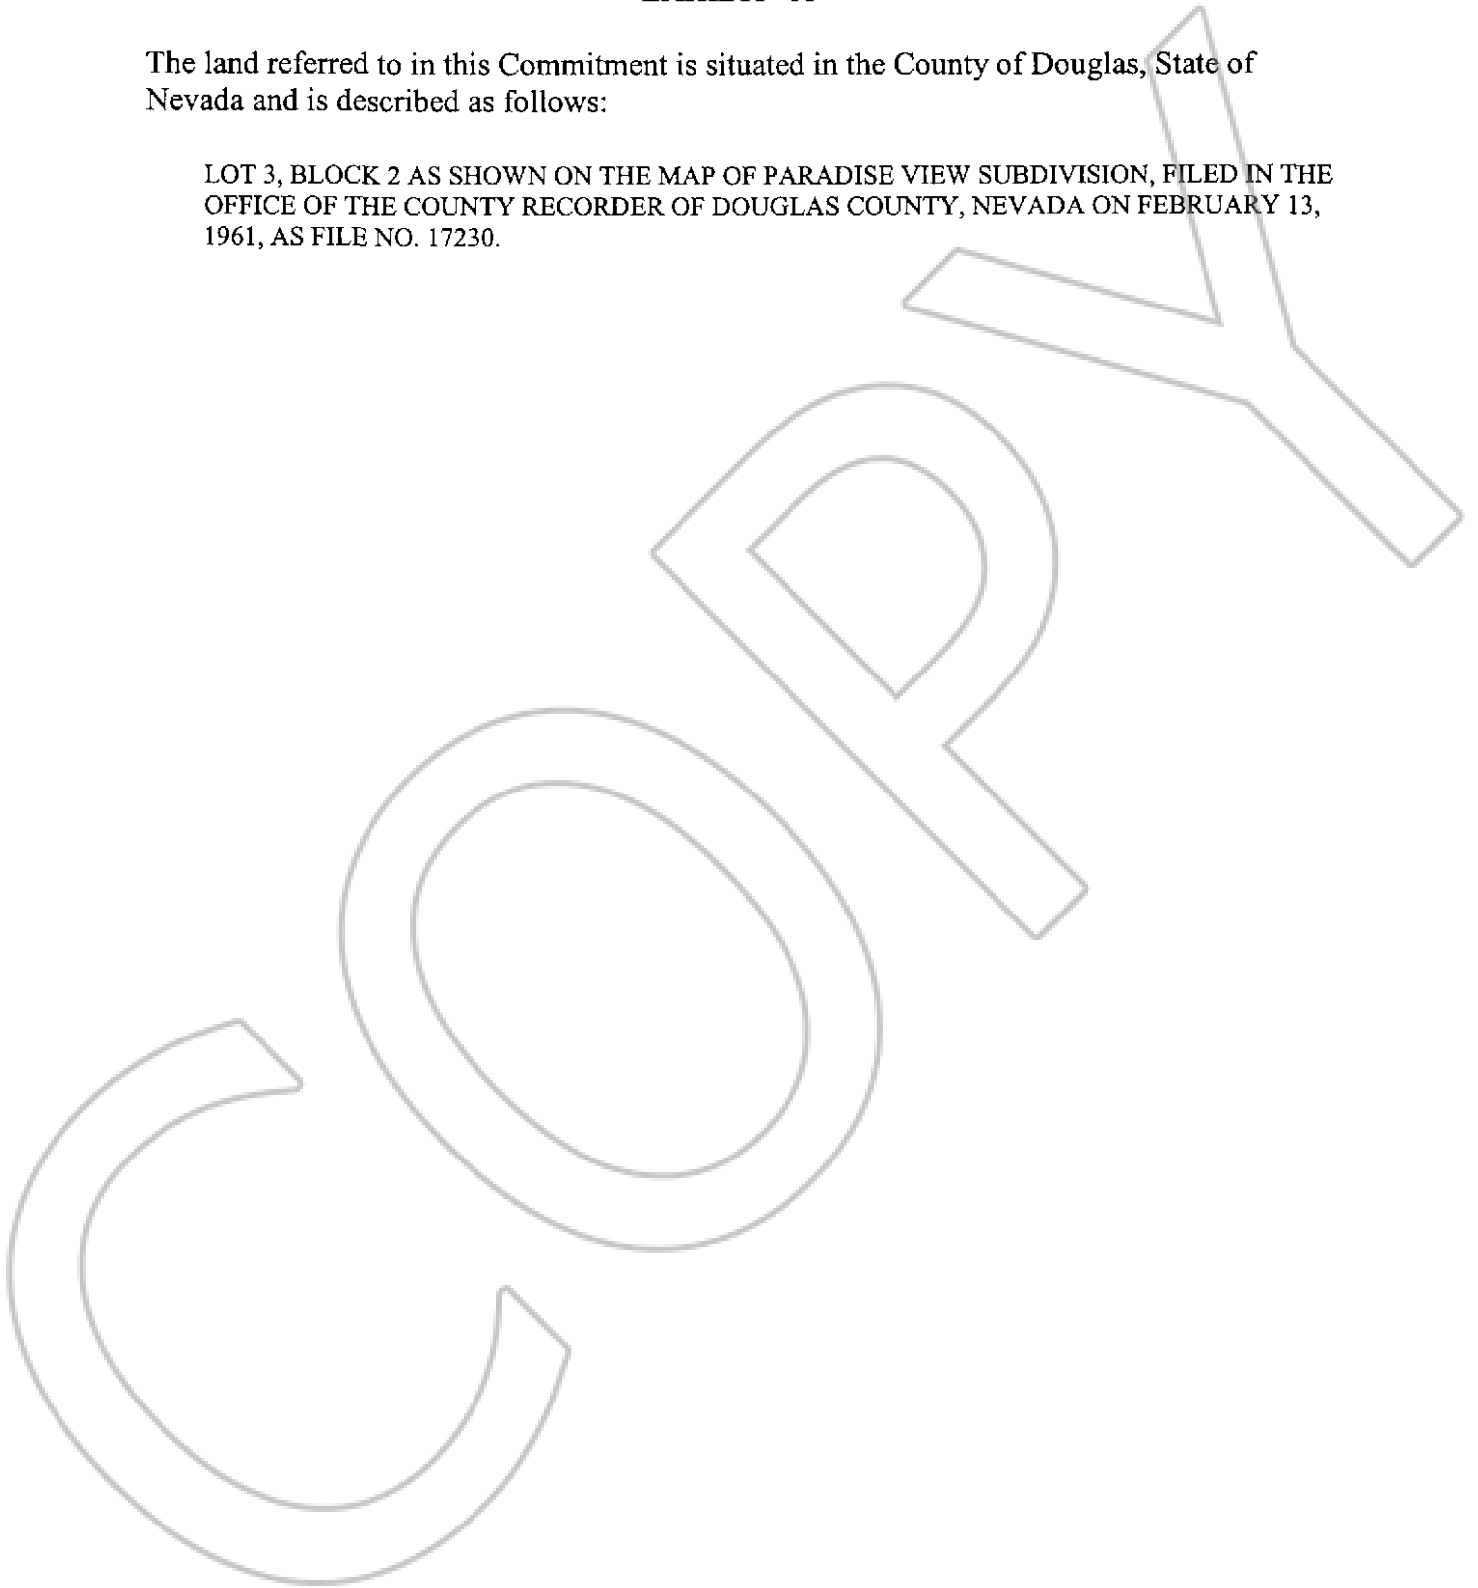 The land referred to in this Commitment is situated in the County of Douglas, State of
Nevada and is described as follows:
LOT 3, BLOCK 2 AS SHOWN ON THE MAP OF PARADISE VIEW SUBDIVISION, FILED IN THE
OFFICE OF THE COUNTY RECORDER OF DOUGLAS COUNTY, NEVADA ON FEBRUARY 13,
1961, AS FILE NO. 17230.
COPY